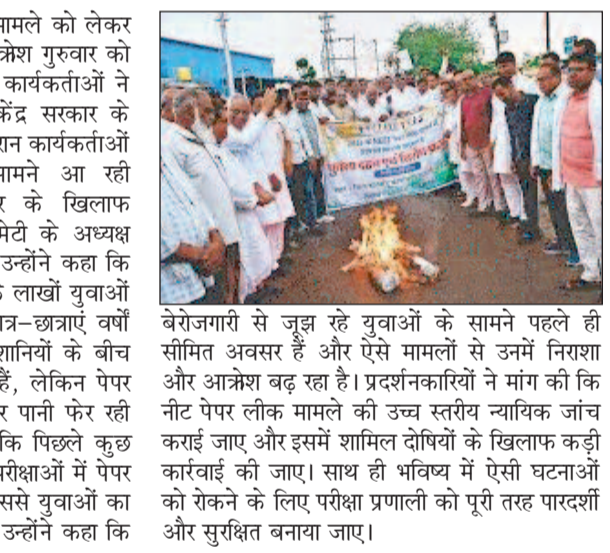 मामले को लेकर
गुरुवार को
कार्यकर्ताओं ने
केंद्र सरकार के
कार्यकर्ताओं
सामने आ रही
के खिलाफ
के अध्यक्ष
उन्होंने कहा कि
लाखों युवाओं
छात्राएं वर्षों
के बीच
हैं, लेकिन पेपर
पर पानी फेर रही
कि पिछले कुछ
परीक्षाओं में पेपर
युवाओं का
उन्होंने कहा कि
बेरोजगारी से जूझ रहे युवाओं के सामने पहले ही
सीमित अवसर हैं और ऐसे मामलों से उनमें निराशा
और आक्रोश बढ़ रहा है। प्रदर्शनकारियों ने मांग की कि
नीट पेपर लीक मामले की उच्च स्तरीय न्यायिक जांच
कराई जाए और इसमें शामिल दोषियों के खिलाफ कड़ी
कार्रवाई की जाए। साथ ही भविष्य में ऐसी घटनाओं
को रोकने के लिए परीक्षा प्रणाली को पूरी तरह पारदर्शी
और सुरक्षित बनाया जाए।